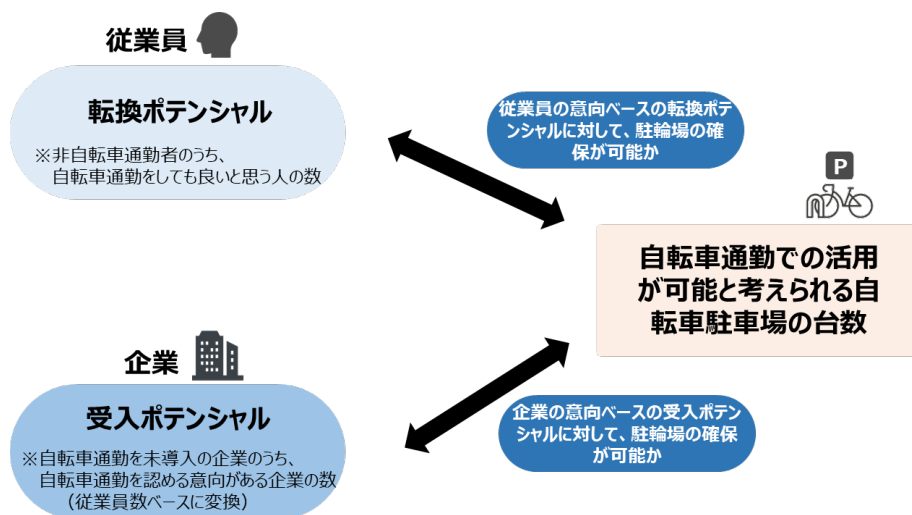 従業員
転換ポテンシャル
※非自転車通勤者のうち、
自転車通勤をしても良いと思う人の数
従業員の意向ベースの転換ポテ
ンシャルに対して、駐輪場の確
保が可能か
P
自転車通勤での活用
が可能と考えられる自
転車駐車場の台数
企業
受入ポテンシャル
※自転車通勤を未導入の企業のうち、
自転車通勤を認める意向がある企業の数
（従業員数ベースに変換）
企業の意向ベースの受入ポテン
シャルに対して、駐輪場の確保
が可能か